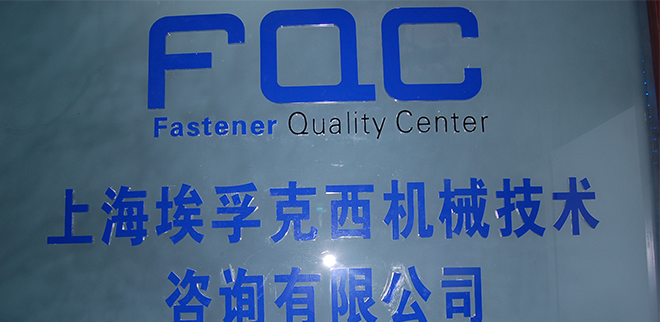 FQC
Fastener Quality Center
上海埃孚克西机械技术
咨询有限公司